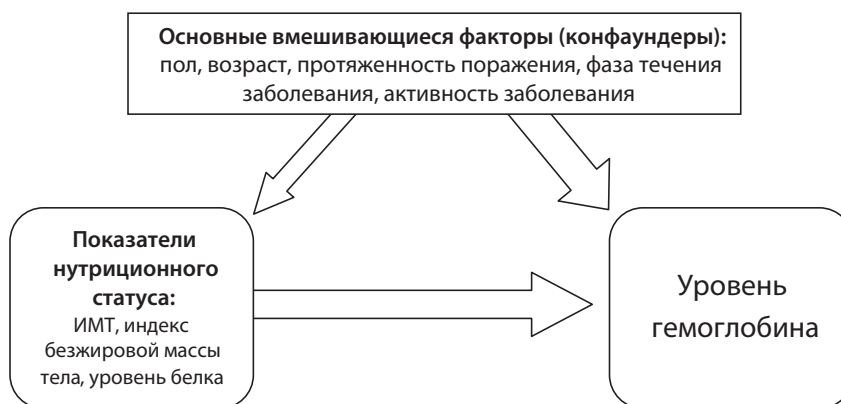 Основные вмешивающиеся факторы (конфаундеры):
пол, возраст, протяженность поражения, фаза течения
заболевания, активность заболевания
Показатели
нутриционного
статуса:
ИМТ, индекс
безжировой массы
тела, уровень белка
Уровень
гемоглобина